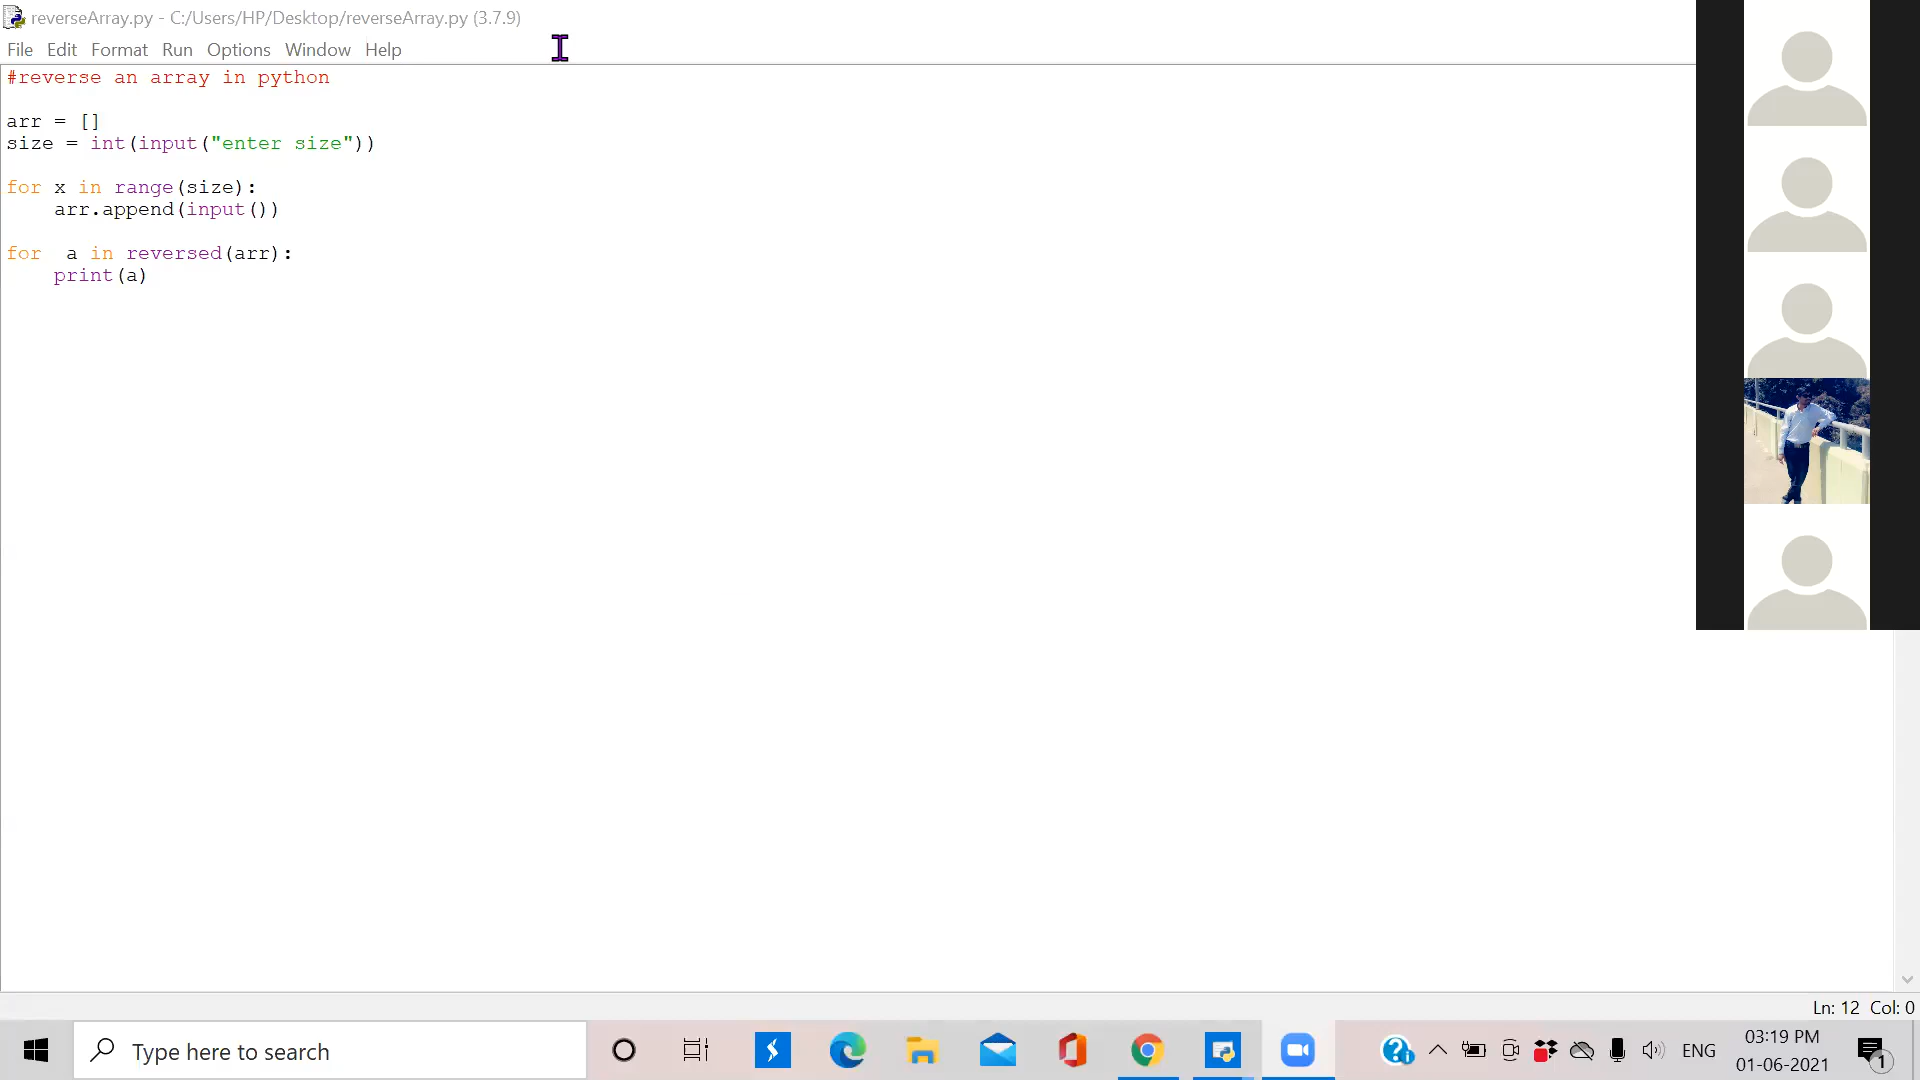 reverseArray.py - C:/Users/HP/Desktop/reverseArray.py (3.7.9)
File Edit Format Run Options Window Help
#reverse an array in python
arr = []
size = int(input("enter size"))
for x in range(size):
    arr.append(input())
for  a in reversed(arr):
    print(a)
Ln: 12 Col: 0
Type here to search
ENG
03:19 PM
01-06-2021
1